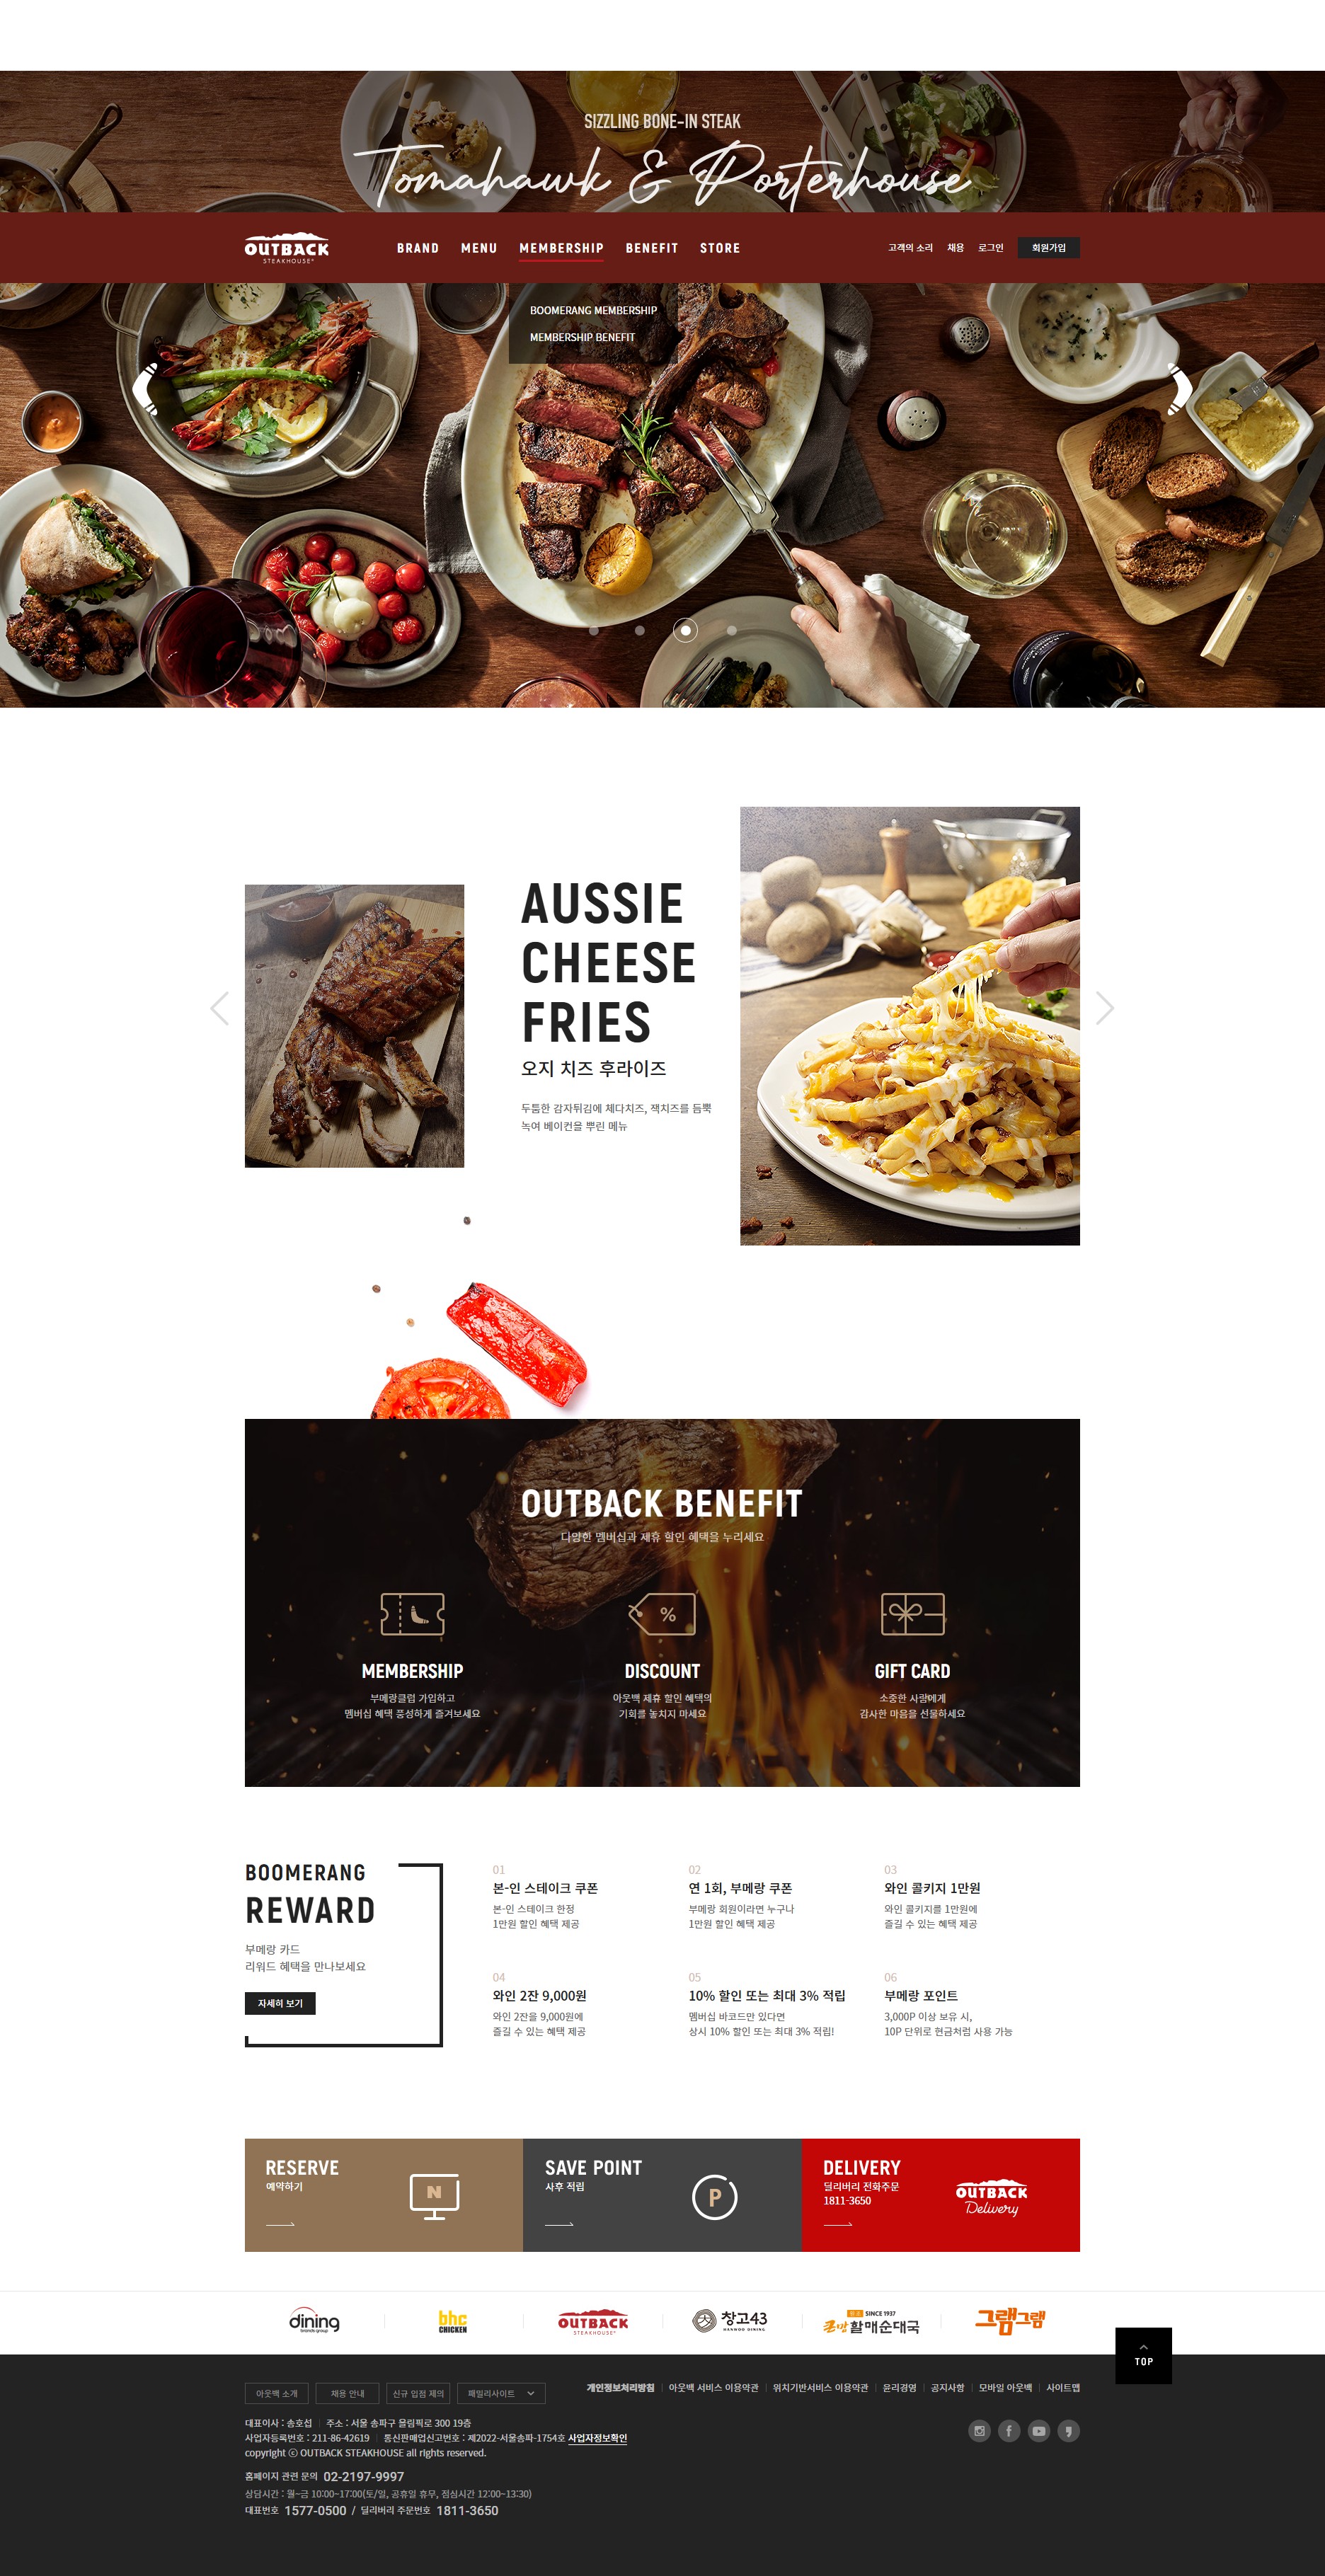 SIZZLING BONE-IN STEAK
Tomahawk & Porterhouse
OUTBACK
STEAKHOUSE
BRAND MENU MEMBERSHIP BENEFIT STORE
고객의 소리 채용 로그인 회원가입
BOOMERANG MEMBERSHIP
MEMBERSHIP BENEFIT
AUSSIE
CHEESE
FRIES
오지 치즈 후라이즈
두툼한 감자튀김에 체다치즈, 잭치즈를 듬뿍
녹여 베이컨을 뿌린 메뉴
OUTBACK BENEFIT
다양한 멤버십과 제휴 할인 혜택을 누리세요
%
MEMBERSHIP
부메랑클럽 가입하고
멤버십 혜택 풍성하게 즐겨보세요
DISCOUNT
아웃백 제휴 할인 혜택의
기회를 놓치지 마세요
GIFT CARD
소중한 사람에게
감사한 마음을 선물하세요
BOOMERANG
REWARD
부메랑 카드
리워드 혜택을 만나보세요
자세히 보기
01
본-인 스테이크 쿠폰
본-인 스테이크 한정
1만원 할인 혜택 제공
02
연 1회, 부메랑 쿠폰
부메랑 회원이라면 누구나
1만원 할인 혜택 제공
03
와인 콜키지 1만원
와인 콜키지를 1만원에
즐길 수 있는 혜택 제공
04
와인 2잔 9,000원
와인 2잔을 9,000원에
즐길 수 있는 혜택 제공
05
10% 할인 또는 최대 3% 적립
멤버십 바코드만 있다면
상시 10% 할인 또는 최대 3% 적립!
06
부메랑 포인트
3,000P 이상 보유 시,
10P 단위로 현금처럼 사용 가능
RESERVE
예약하기
N
SAVE POINT
사후 적립
P
DELIVERY
딜리버리 전화주문
1811-3650
OUTBACK
Delivery
dining
brands group
bhc
CHICKEN
OUTBACK
STEAKHOUSE
창고43
HANWOO DINING
SINCE 1937
큰맘할매순대국
그램그램
TOP
아웃백 소개 채용 안내 신규 입점 제의 패밀리사이트
개인정보처리방침 아웃백 서비스 이용약관 위치기반서비스 이용약관 윤리경영 공지사항 모바일 아웃백 사이트맵
대표이사 : 송호섭 주소 : 서울 송파구 올림픽로 300 19층
사업자등록번호 : 211-86-42619 통신판매업신고번호 : 제2022-서울송파-1754호 사업자정보확인
copyright ⓒ OUTBACK STEAKHOUSE all rights reserved.
홈페이지 관련 문의 02-2197-9997
상담시간 : 월~금 10:00~17:00(토/일, 공휴일 휴무, 점심시간 12:00~13:30)
대표번호 1577-0500 / 딜리버리 주문번호 1811-3650